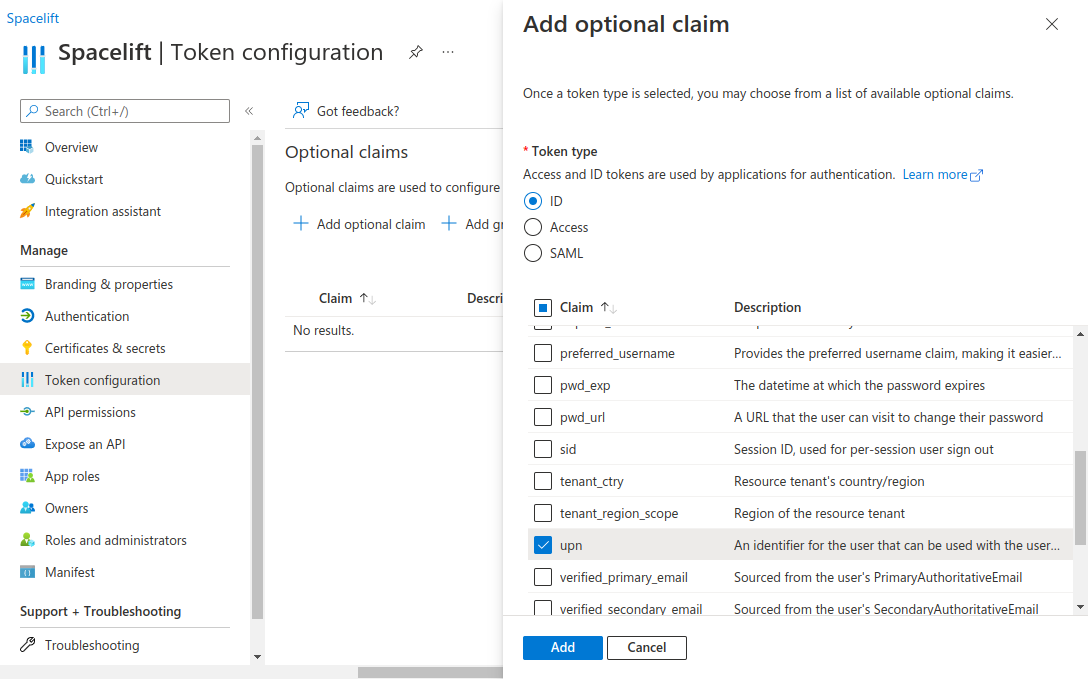 Spacelift
Spacelift | Token configuration
Search (Ctrl+/)
Overview
Quickstart
Integration assistant
Manage
Branding & properties
Authentication
Certificates & secrets
Token configuration
API permissions
Expose an API
App roles
Owners
Roles and administrators
Manifest
Support + Troubleshooting
Troubleshooting
Got feedback?
Optional claims
Optional claims are used to configure
Add optional claim Add gr
Claim Descri
No results.
Add optional claim
Once a token type is selected, you may choose from a list of available optional claims.
* Token type
Access and ID tokens are used by applications for authentication. Learn more
ID
Access
SAML
Claim Description
preferred_username Provides the preferred username claim, making it easier...
pwd_exp The datetime at which the password expires
pwd_url A URL that the user can visit to change their password
sid Session ID, used for per-session user sign out
tenant_ctry Resource tenant's country/region
tenant_region_scope Region of the resource tenant
upn An identifier for the user that can be used with the user...
verified_primary_email Sourced from the user's PrimaryAuthoritativeEmail
verified_secondary_email Sourced from the user's SecondaryAuthoritativeEmail
Add Cancel